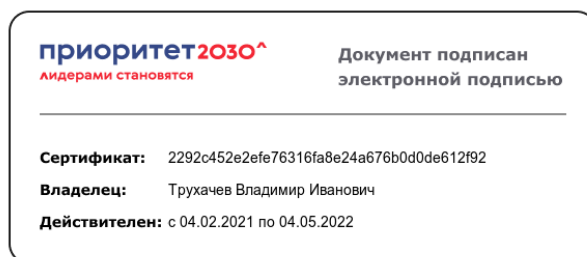 приоритет2030^
лидерами становятся
Документ подписан
электронной подписью
Сертификат: 2292c452e2efe76316fa8e24a676b0d0de612f92
Владелец: Трухачев Владимир Иванович
Действителен: с 04.02.2021 по 04.05.2022